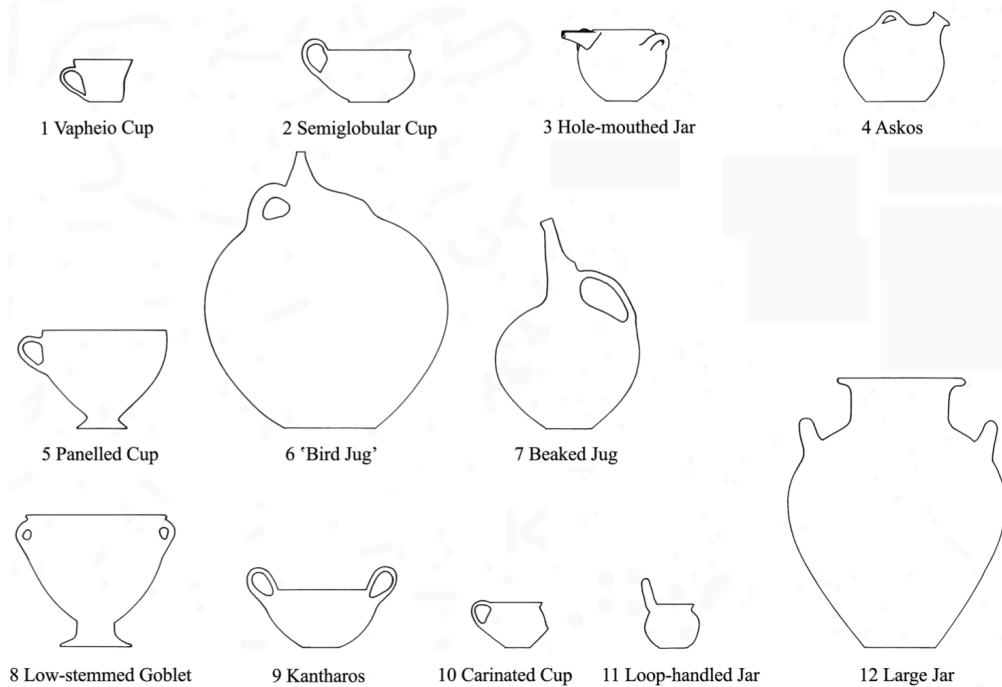 1 Vapheio Cup
2 Semiglobular Cup
3 Hole-mouthed Jar
4 Askos
5 Panelled Cup
6 ‛Bird Jug’
7 Beaked Jug
8 Low-stemmed Goblet
9 Kantharos
10 Carinated Cup
11 Loop-handled Jar
12 Large Jar